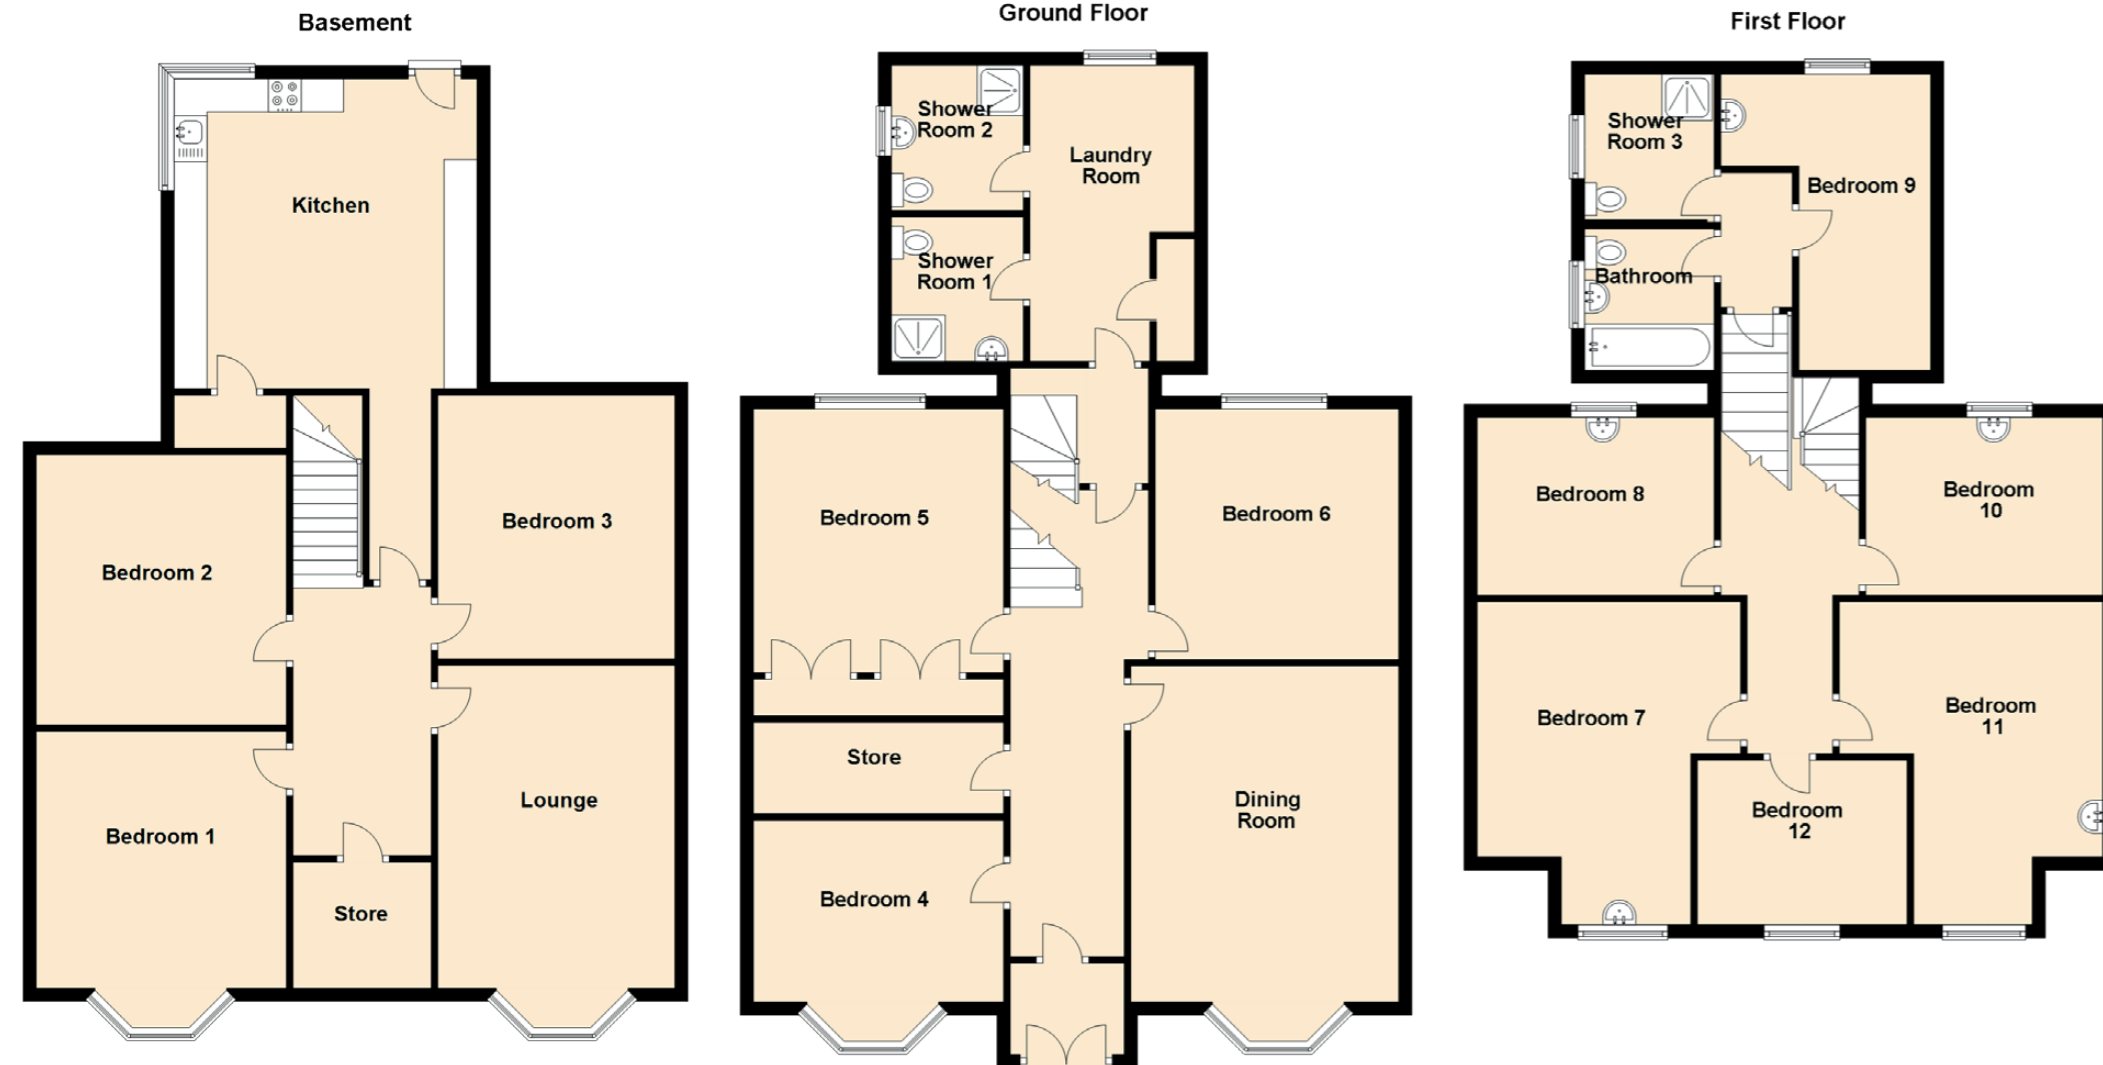 Basement
Kitchen
Bedroom 3
Bedroom 2
Lounge
Bedroom 1
Store
Ground Floor
Shower
Room 2
Laundry
Room
Shower
Room 1
Bedroom 5
Bedroom 6
Store
Dining
Room
Bedroom 4
First Floor
Shower
Room 3
Bedroom 9
Bathroom
Bedroom 8
Bedroom
10
Bedroom 7
Bedroom
11
Bedroom
12